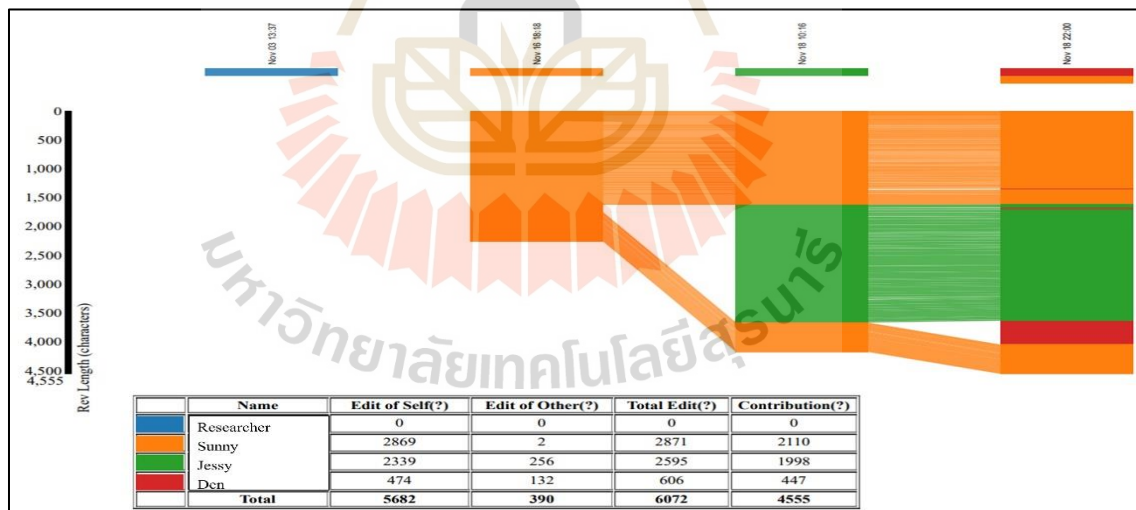 Nov 03 13:37
Nov 16 18:18
Nov 18 10:16
Nov 18 22:00
0
500
1,000
1,500
2,000
2,500
3,000
3,500
4,000
4,500
4,555
Rev Length (characters)
มหาวิทยาลัยเทคโนโลยีสุรนารี
Name Edit of Self(?) Edit of Other(?) Total Edit(?) Contribution(?)
Researcher 0 0 0 0
Sunny 2869 2 2871 2110
Jessy 2339 256 2595 1998
Den 474 132 606 447
Total 5682 390 6072 4555